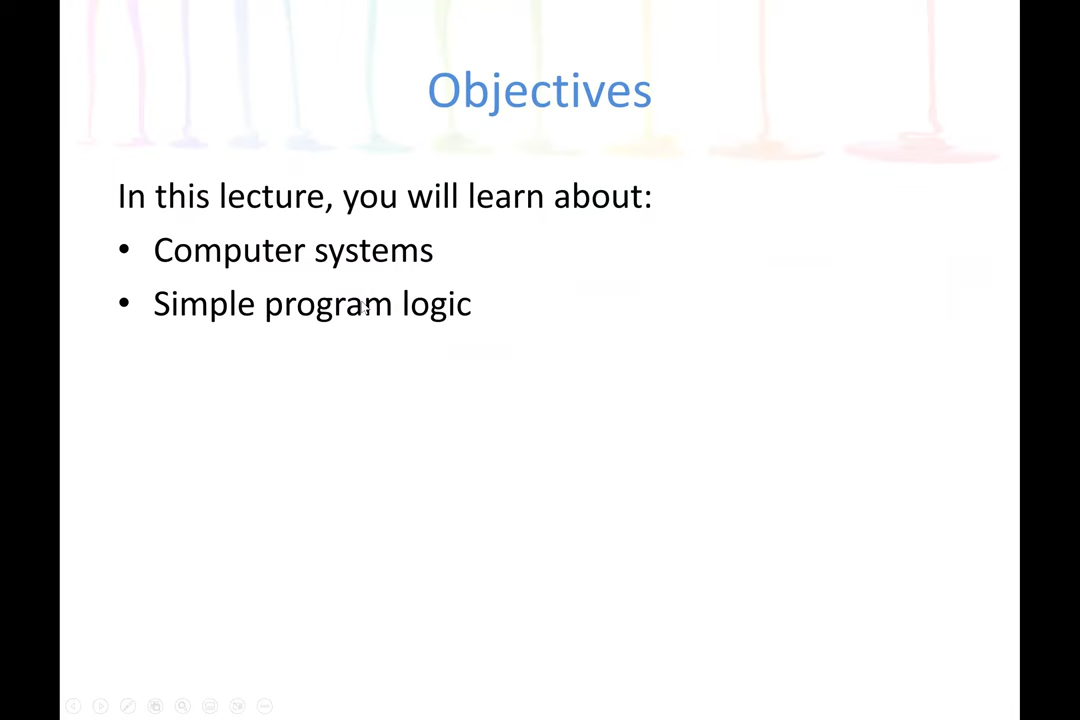 Objectives
In this lecture, you will learn about:
• Computer systems
• Simple program logic